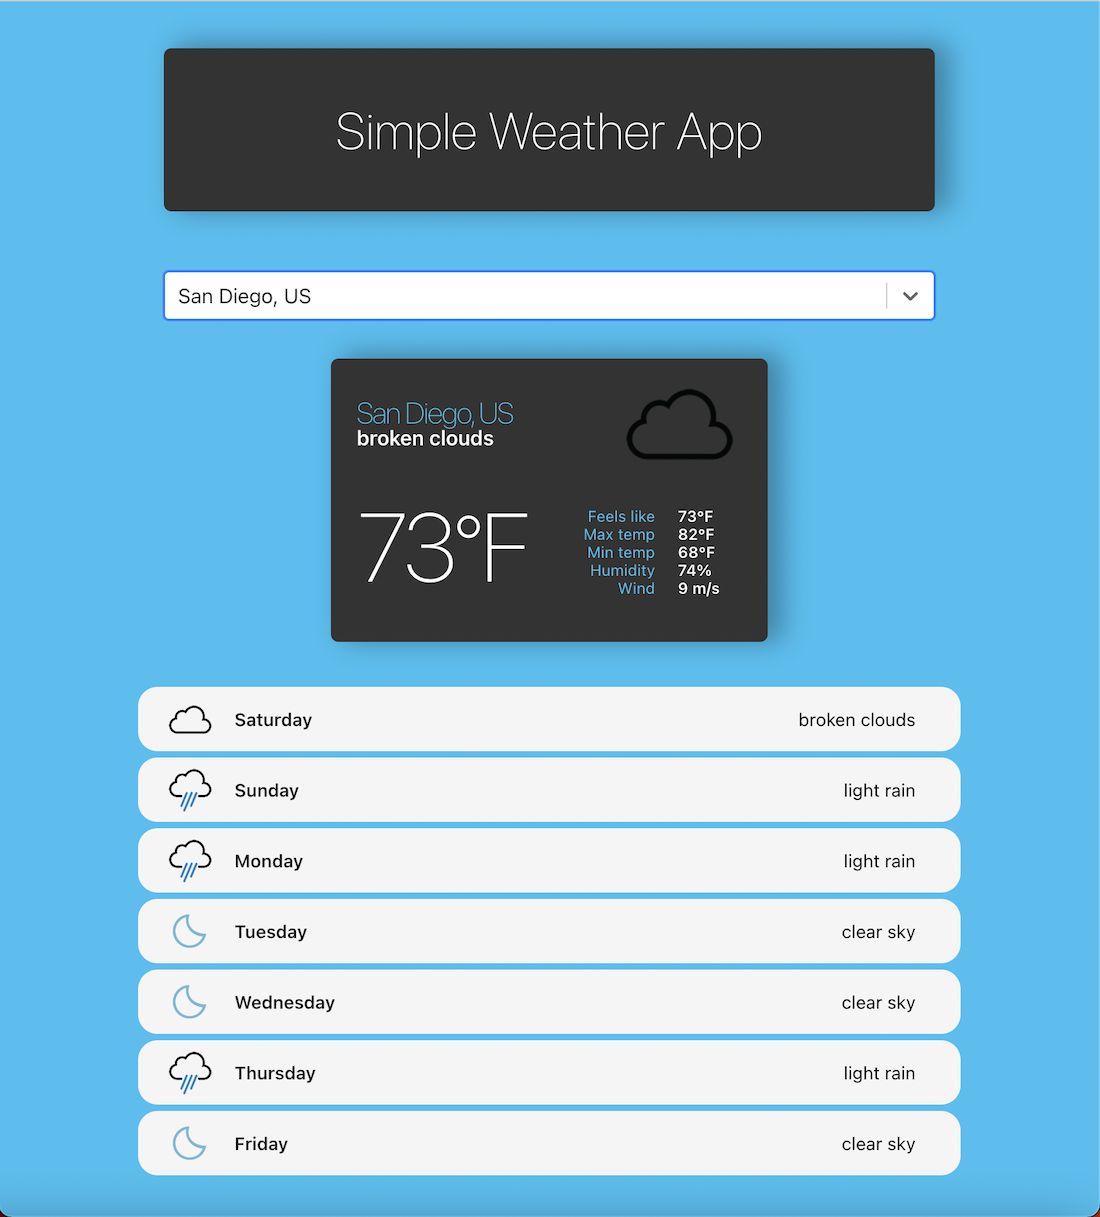 Simple Weather App
San Diego, US
San Diego, US
broken clouds
73°F
Feels like 73°F
Max temp 82°F
Min temp 68°F
Humidity 74%
Wind 9 m/s
Saturday broken clouds
Sunday light rain
Monday light rain
Tuesday clear sky
Wednesday clear sky
Thursday light rain
Friday clear sky